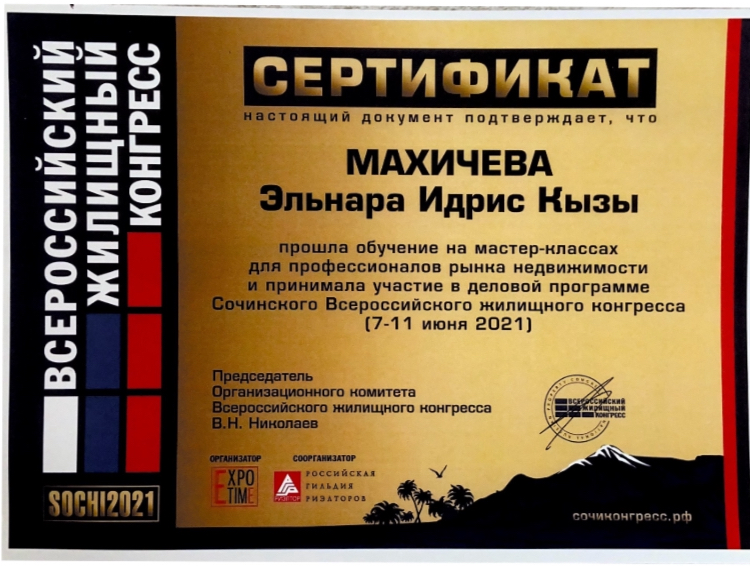 ВСЕРОССИЙСКИЙ
ЖИЛИЩНЫЙ
КОНГРЕСС
SOCHI2021
СЕРТИФИКАТ
настоящий документ подтверждает, что
МАХИЧЕВА
Эльнара Идрис Кызы
прошла обучение на мастер-классах
для профессионалов рынка недвижимости
и принимала участие в деловой программе
Сочинского Всероссийского жилищного конгресса
(7-11 июня 2021)
Председатель
Организационного комитета
Всероссийского жилищного конгресса
В.Н. Николаев
ВСЕРОССИЙСКИЙ
ЖИЛИЩНЫЙ
КОНГРЕСС
ОРГАНИЗАТОР
EXPO
TIME
СООРГАНИЗАТОР
РОССИЙСКАЯ
ГИЛЬДИЯ
РИЭЛТОРОВ
сочиконгресс.рф